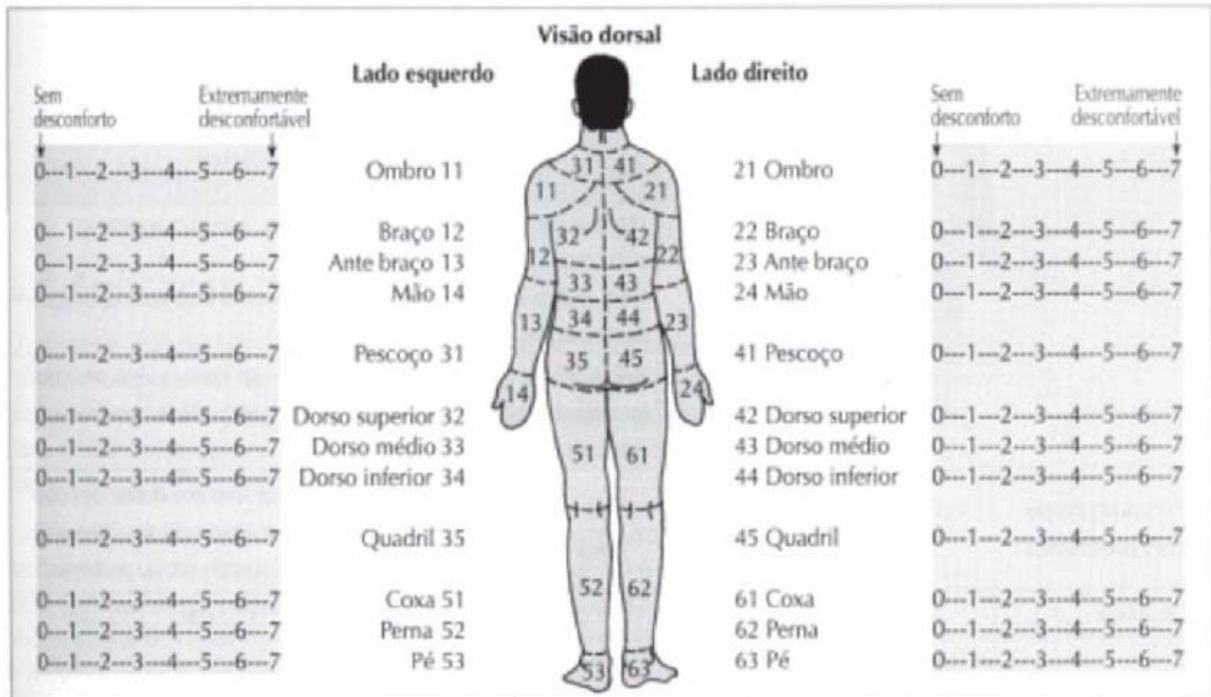 Visão dorsal
Lado esquerdo Lado direito
Sem Extremamente Sem Extremamente
desconforto desconfortável desconforto desconfortável
0---1---2---3---4---5---6---7 Ombro 11 31 41 21 Ombro 0---1---2---3---4---5---6---7
11 21
0---1---2---3---4---5---6---7 Braço 12 32 42 22 Braço 0---1---2---3---4---5---6---7
12 22
0---1---2---3---4---5---6---7 Ante braço 13 33 43 23 Ante braço 0---1---2---3---4---5---6---7
0---1---2---3---4---5---6---7 Mão 14 24 Mão 0---1---2---3---4---5---6---7
13 34 44 23
0---1---2---3---4---5---6---7 Pescoço 31 35 45 41 Pescoço 0---1---2---3---4---5---6---7
14 24
0---1---2---3---4---5---6---7 Dorso superior 32 42 Dorso superior 0---1---2---3---4---5---6---7
0---1---2---3---4---5---6---7 Dorso médio 33 51 61 43 Dorso médio 0---1---2---3---4---5---6---7
0---1---2---3---4---5---6---7 Dorso inferior 34 44 Dorso inferior 0---1---2---3---4---5---6---7
0---1---2---3---4---5---6---7 Quadril 35 45 Quadril 0---1---2---3---4---5---6---7
52 62
0---1---2---3---4---5---6---7 Coxa 51 61 Coxa 0---1---2---3---4---5---6---7
0---1---2---3---4---5---6---7 Perna 52 62 Perna 0---1---2---3---4---5---6---7
0---1---2---3---4---5---6---7 Pé 53 53 63 63 Pé 0---1---2---3---4---5---6---7